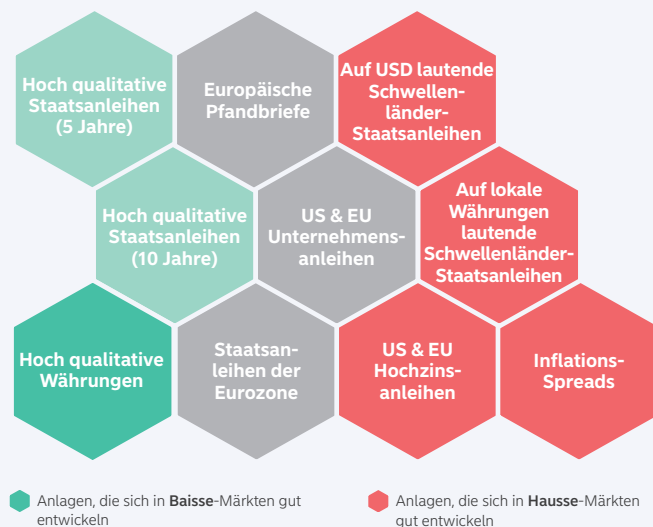 Hoch qualitative
Staatsanleihen
(5 Jahre)
Europäische
Pfandbriefe
Auf USD lautende
Schwellen-
länder-
Staatsanleihen
Hoch qualitative
Staatsanleihen
(10 Jahre)
US & EU
Unternehmens-
anleihen
Auf lokale
Währungen
lautende
Schwellenländer-
Staatsanleihen
Hoch qualitative
Währungen
Staatsan-
leihen der
Eurozone
US & EU
Hochzins-
anleihen
Inflations-
Spreads
Anlagen, die sich in Baisse-Märkten gut
entwickeln
Anlagen, die sich in Hausse-Märkten
gut entwickeln